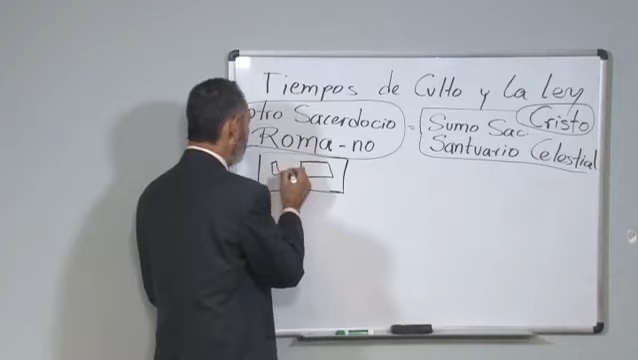 Tiempos de Culto y La Ley
otro Sacerdocio = Sumo Sac. Cristo
Roma-no Santuario Celestial